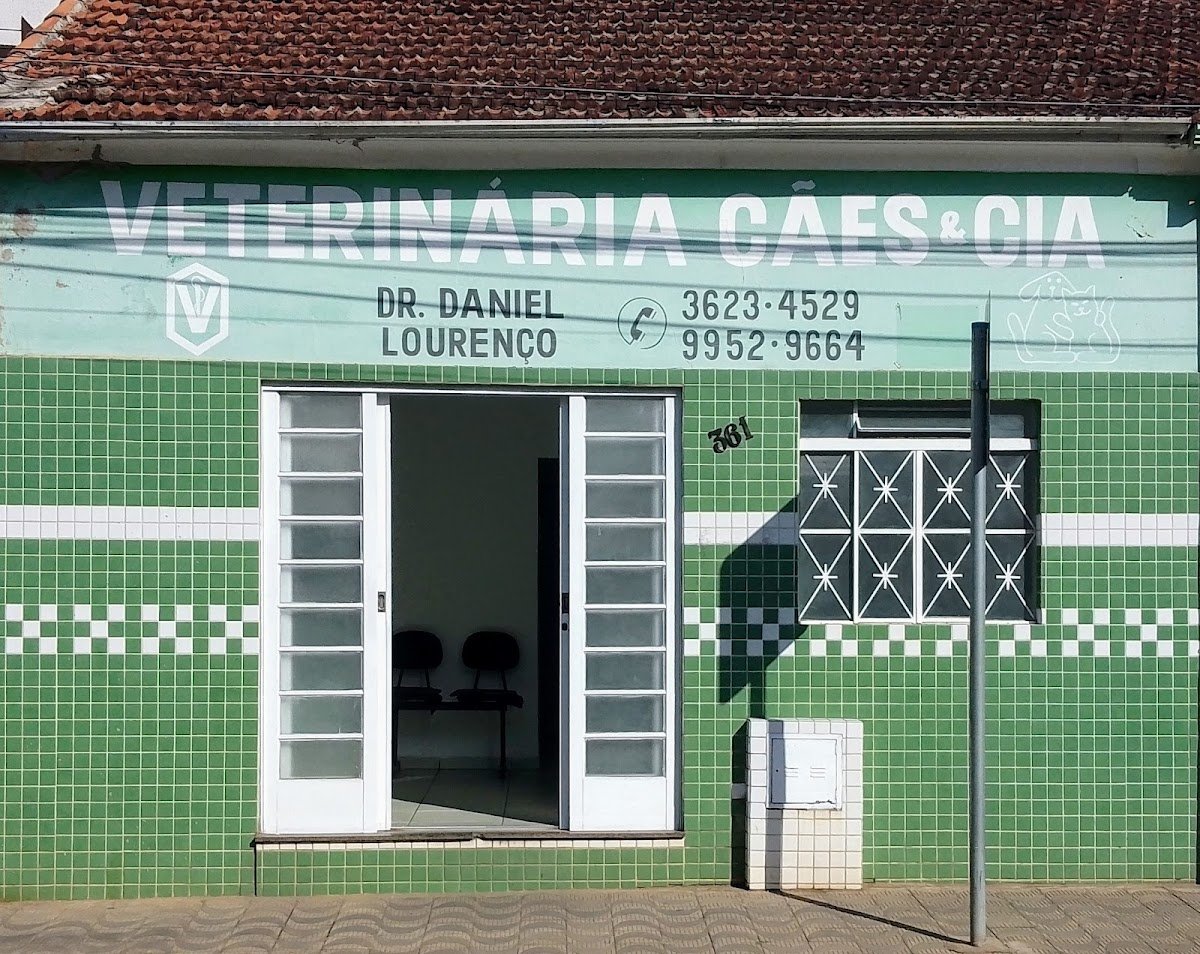 VETERINÁRIA CÃES & CIA
V
DR. DANIEL
LOURENÇO
3623·4529
9952·9664
361